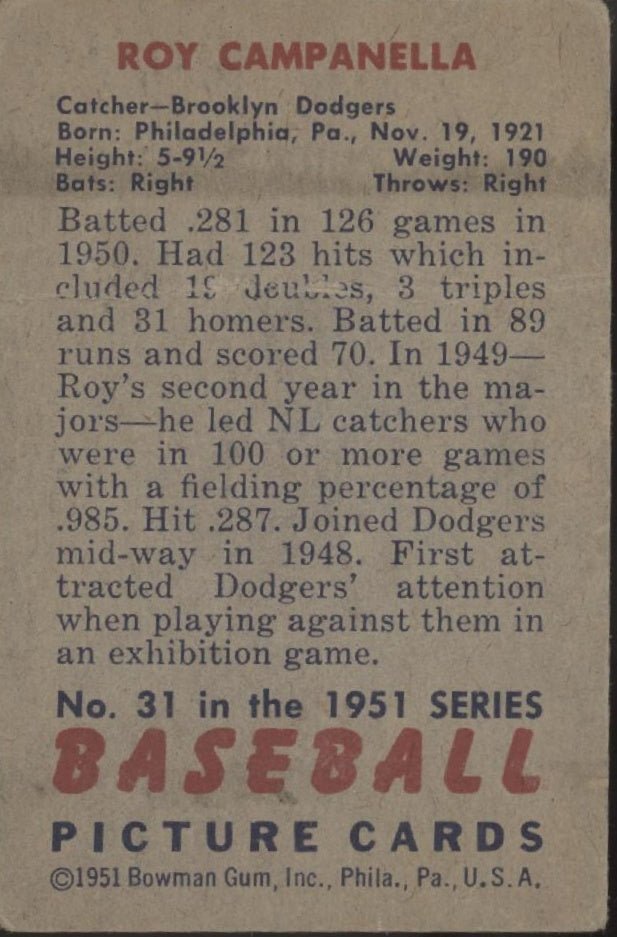 ROY CAMPANELLA
Catcher—Brooklyn Dodgers
Born: Philadelphia, Pa., Nov. 19, 1921
Height: 5-9½ Weight: 190
Bats: Right Throws: Right
Batted .281 in 126 games in
1950. Had 123 hits which in-
cluded 19 doubles, 3 triples
and 31 homers. Batted in 89
runs and scored 70. In 1949—
Roy's second year in the ma-
jors—he led NL catchers who
were in 100 or more games
with a fielding percentage of
.985. Hit .287. Joined Dodgers
mid-way in 1948. First at-
tracted Dodgers' attention
when playing against them in
an exhibition game.
No. 31 in the 1951 SERIES
BASEBALL
PICTURE CARDS
©1951 Bowman Gum, Inc., Phila., Pa., U.S.A.